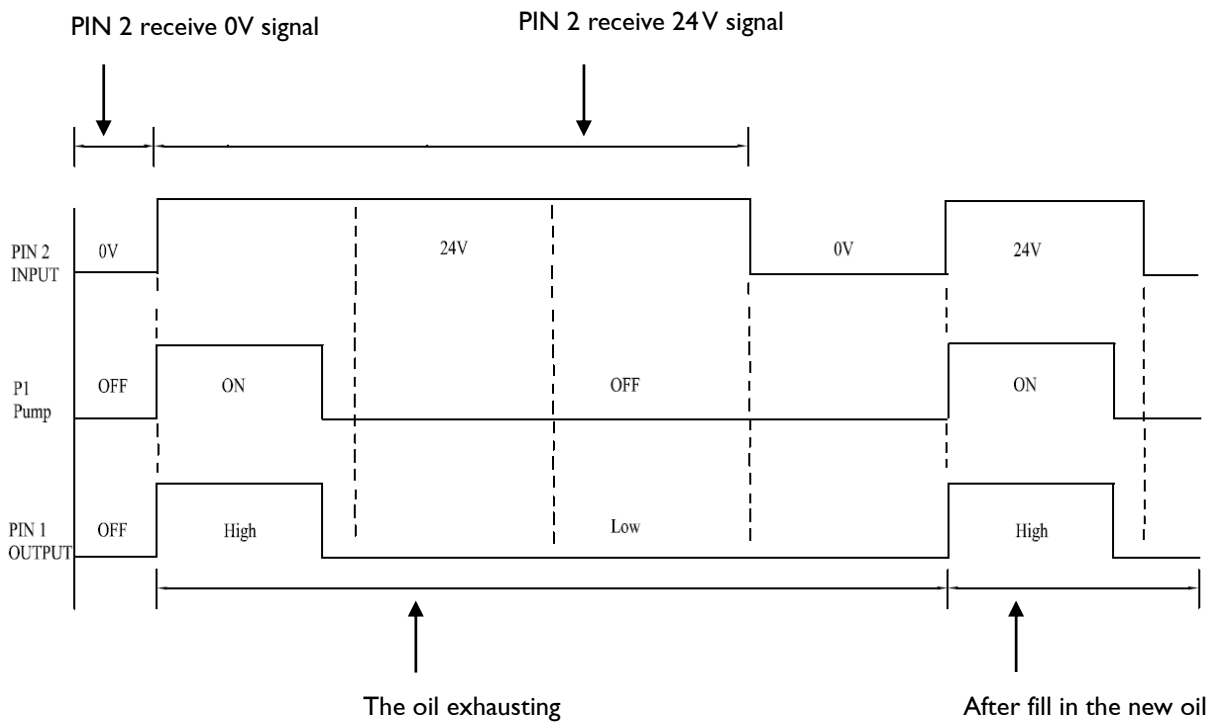 PIN 2 receive 0V signal
PIN 2 receive 24V signal
PIN 2
INPUT
0V
24V
0V
24V
P1
Pump
OFF
ON
OFF
ON
PIN 1
OUTPUT
OFF
High
Low
High
The oil exhausting
After fill in the new oil